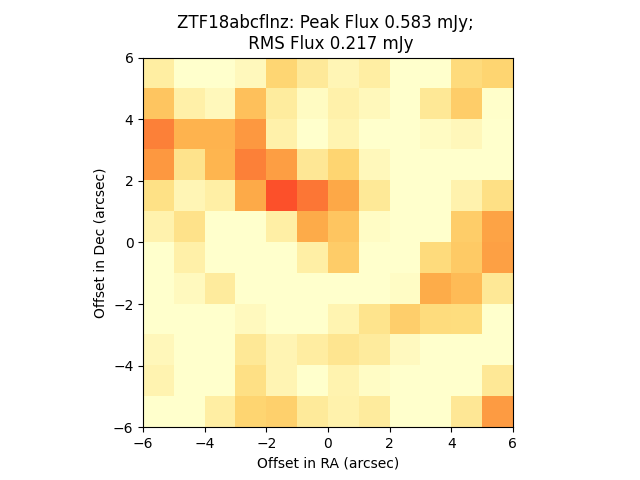 ZTF18abcflnz: Peak Flux 0.583 mJy;
RMS Flux 0.217 mJy
6
4
2
0
−2
−4
−6
Offset in Dec (arcsec)
−6 −4 −2 0 2 4 6
Offset in RA (arcsec)